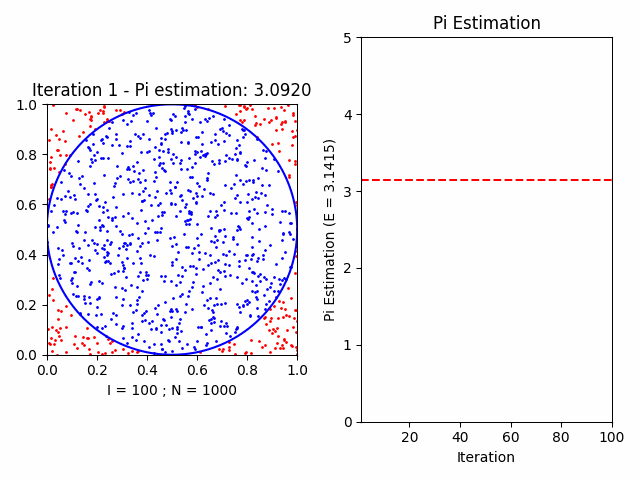 Iteration 1 - Pi estimation: 3.0920
1.0
0.8
0.6
0.4
0.2
0.0
0.0 0.2 0.4 0.6 0.8 1.0
I = 100 ; N = 1000
Pi Estimation
Pi Estimation (E = 3.1415)
5
4
3
2
1
0
20 40 60 80 100
Iteration